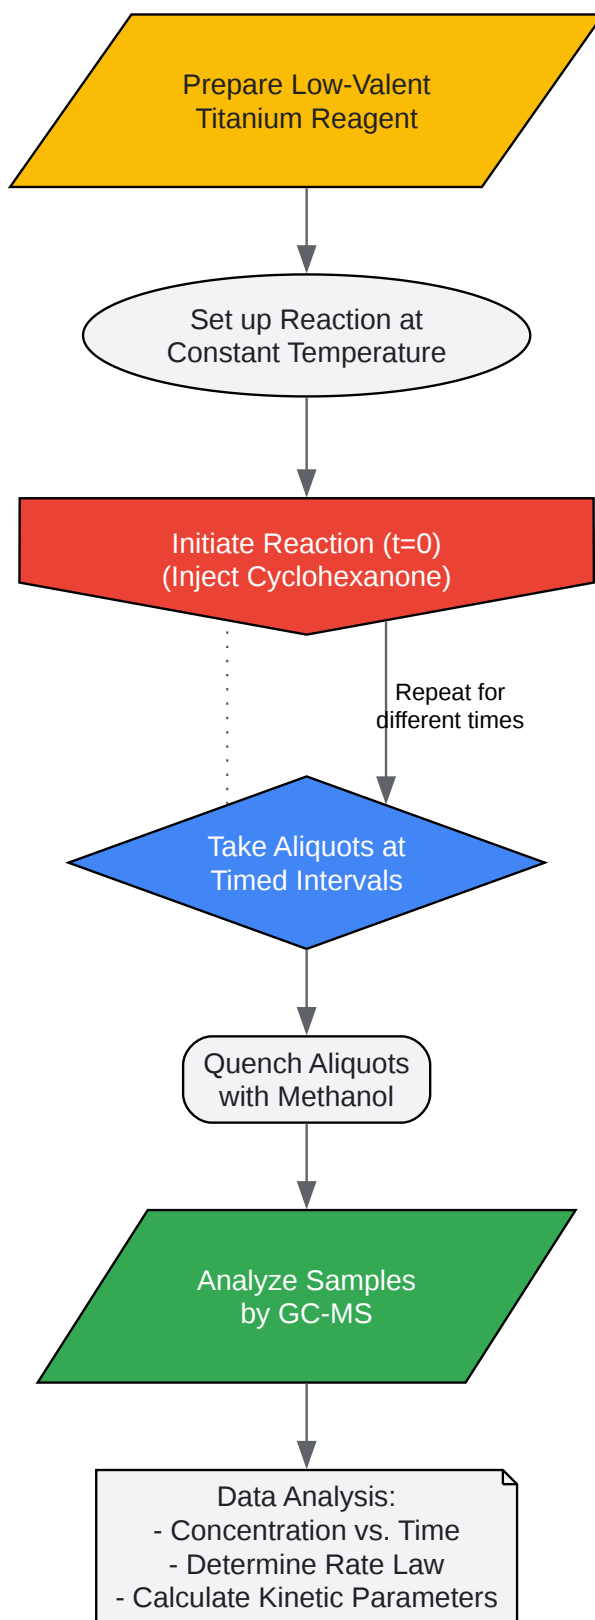 Prepare Low-Valent
Titanium Reagent
Set up Reaction at
Constant Temperature
Initiate Reaction (t=0)
(Inject Cyclohexanone)
Repeat for
different times
Take Aliquots at
Timed Intervals
Quench Aliquots
with Methanol
Analyze Samples
by GC-MS
Data Analysis:
- Concentration vs. Time
- Determine Rate Law
- Calculate Kinetic Parameters